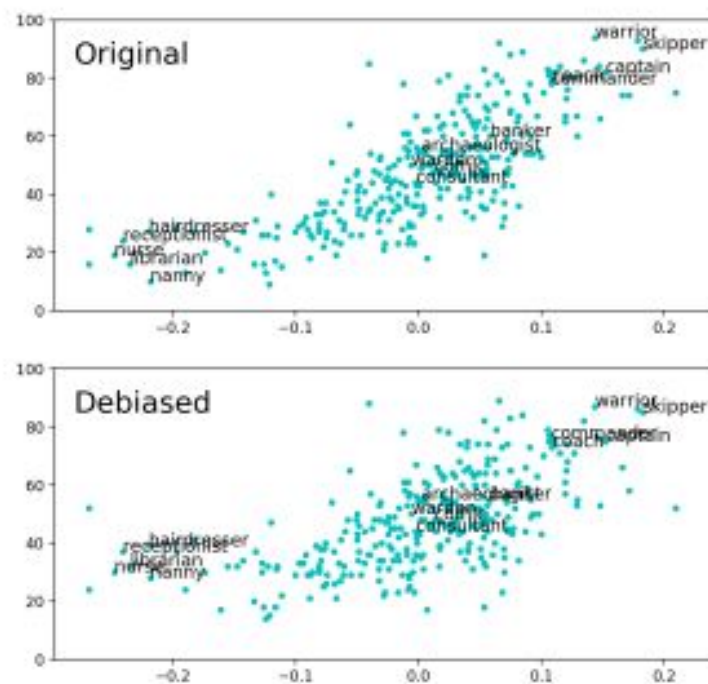 100
Original
warrior
skipper
80
captain
commander
60
banker
archaeologist
40
consultant
hairdresser
receptionist
20
nurse
librarian
nanny
0
−0.2 −0.1 0.0 0.1 0.2
100
Debiased
warrior
skipper
80
commander
coach captain
60
archaeologist
banker
40
consultant
hairdresser
receptionist
librarian
nurse nanny
20
0
−0.2 −0.1 0.0 0.1 0.2